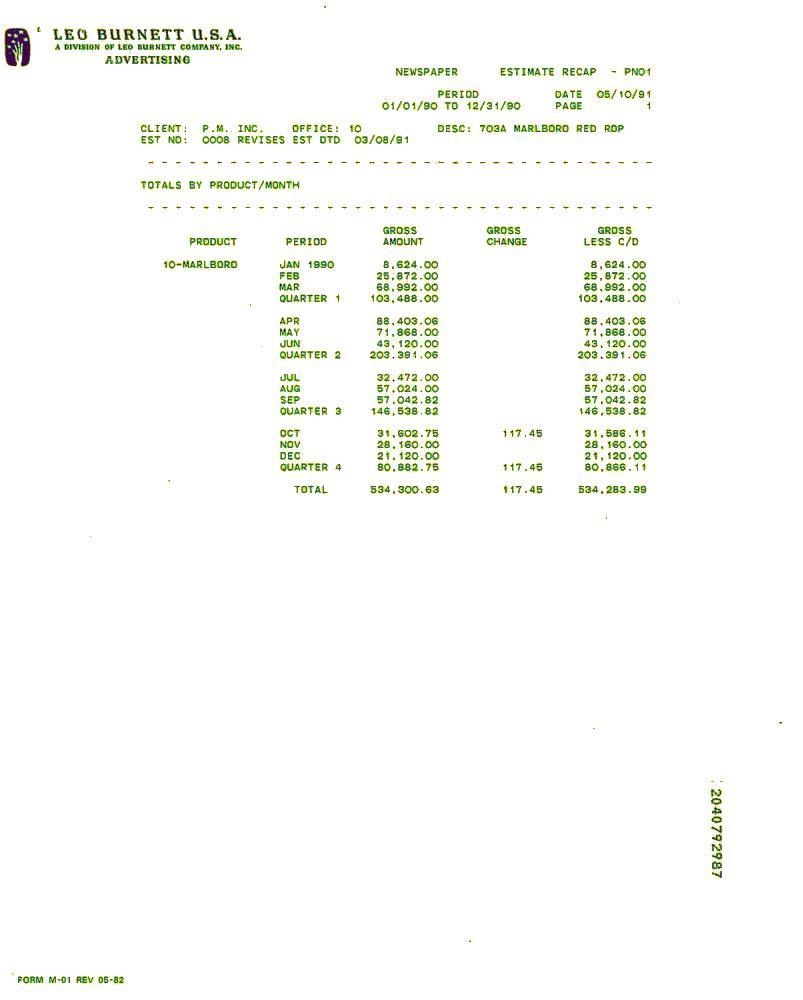 LEO BURNETT U.S.A.
A DIVISION OF LEO BURNETT COMPANY, INC.
ADVERTISING
NEWSPAPER ESTIMATE RECAP - PN01
PERIOD DATE 05/10/91
01/01/90 TO 12/31/90 PAGE 1
CLIENT: P.M. INC. OFFICE: 10 DESC: 703A MARLBORO RED ROP
EST NO: 0008 REVISES EST DTD 03/08/91
TOTALS BY PRODUCT/MONTH
GROSS GROSS GROSS
PRODUCT PERIOD AMOUNT CHANGE LESS C/D
10-MARLBORO JAN 1990 8,624.00 8,624.00
FEB 25,872.00 25,872.00
MAR 68,992.00 68,992.00
QUARTER 1 103,488.00 103,488.00
APR 88,403.06 88,403.06
MAY 71,868.00 71,868.00
JUN 43,120.00 43,120.00
QUARTER 2 203,391.06 203,391.06
JUL 32,472.00 32,472.00
AUG 57,024.00 57,024.00
SEP 57,042.82 57,042.82
QUARTER 3 146,538.82 146,538.82
OCT 31,602.75 117.45 31,586.11
NOV 28,160.00 28,160.00
DEC 21,120.00 21,120.00
QUARTER 4 80,882.75 117.45 80,866.11
TOTAL 534,300.63 117.45 534,283.99
2040792987
FORM M-01 REV 05-82